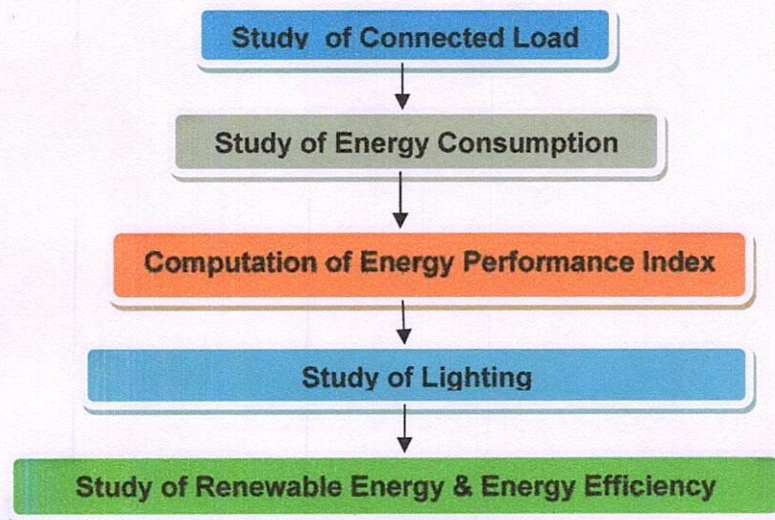 Study of Connected Load
Study of Energy Consumption
Computation of Energy Performance Index
Study of Lighting
Study of Renewable Energy & Energy Efficiency